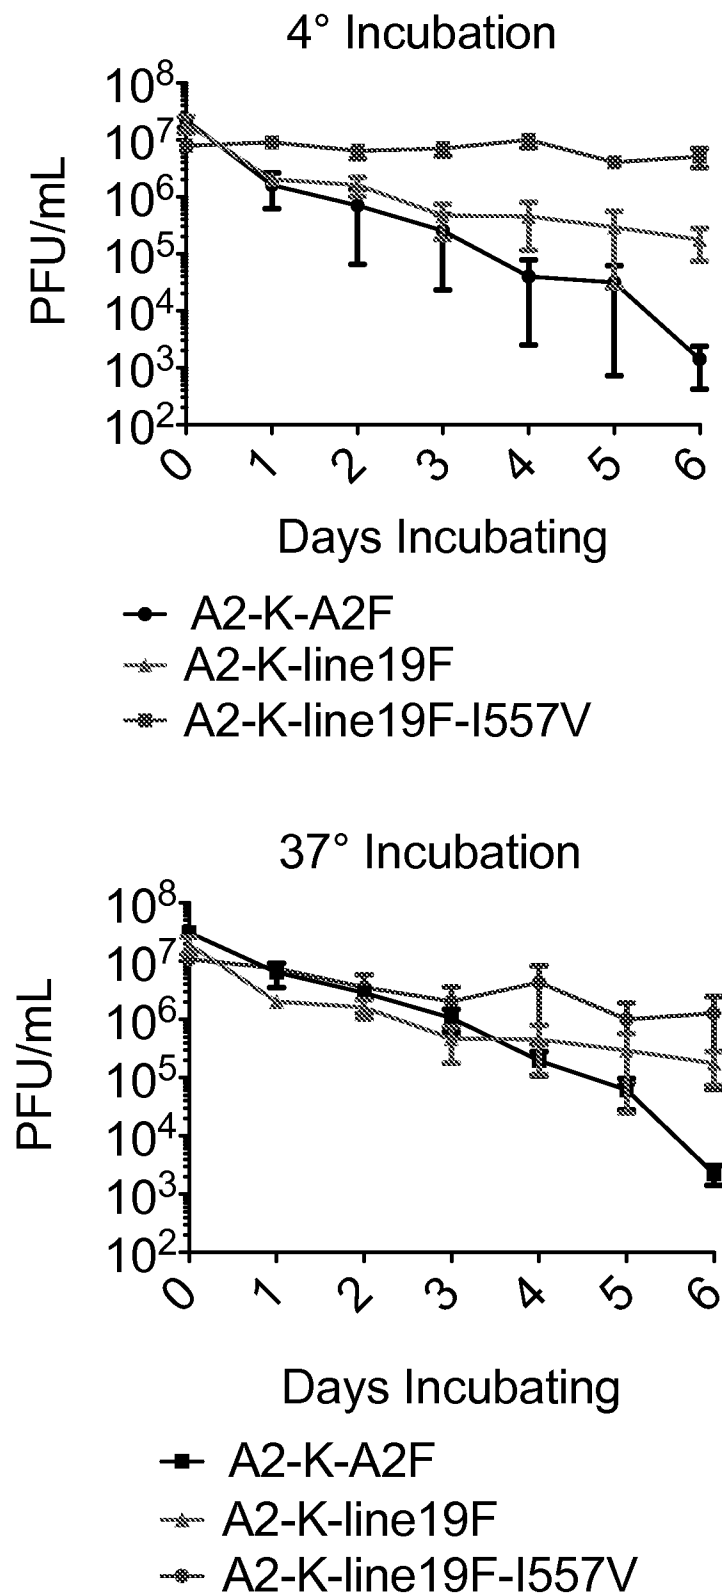 4° Incubation
10^8
10^7
10^6
10^5
10^4
10^3
10^2
PFU/mL
0 1 2 3 4 5 6
Days Incubating
A2-K-A2F
A2-K-line19F
A2-K-line19F-I557V
37° Incubation
10^8
10^7
10^6
10^5
10^4
10^3
10^2
PFU/mL
0 1 2 3 4 5 6
Days Incubating
A2-K-A2F
A2-K-line19F
A2-K-line19F-I557V